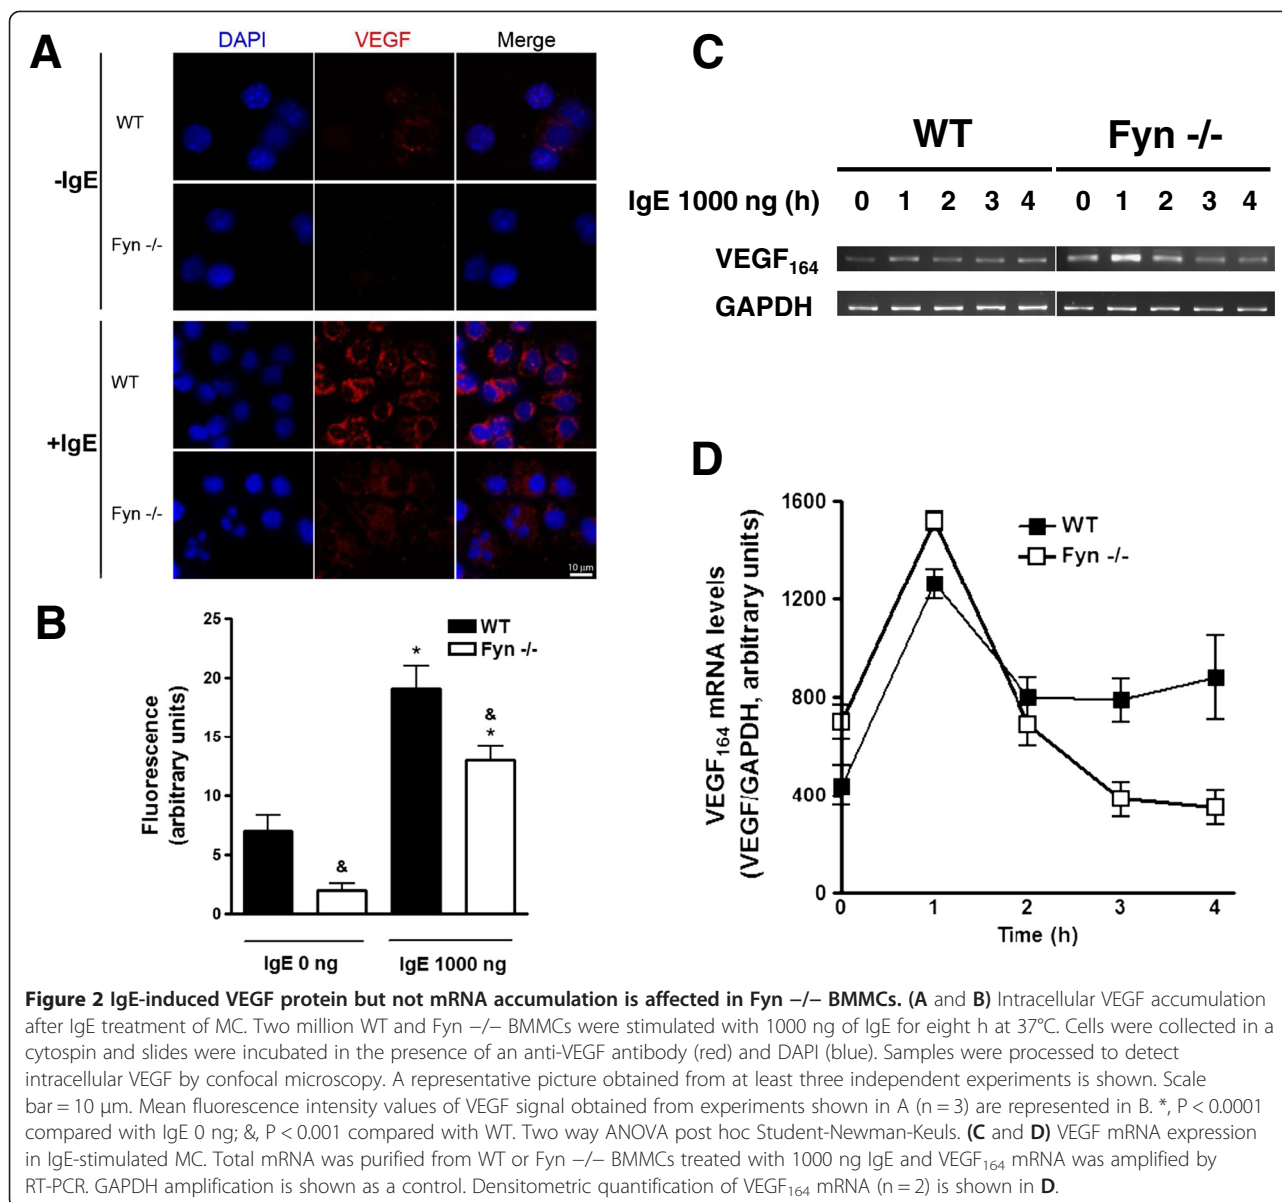 A
DAPI VEGF Merge
WT
-IgE
Fyn -/-
WT
+IgE
Fyn -/-
10 µm
B
25
20
15
10
5
0
Fluorescence
(arbitrary units)
WT
Fyn -/-
*
&
*
&
IgE 0 ng IgE 1000 ng
C
WT Fyn -/-
IgE 1000 ng (h) 0 1 2 3 4 0 1 2 3 4
VEGF164
GAPDH
D
1600
1200
800
400
0
VEGF164 mRNA levels
(VEGF/GAPDH, arbitrary units)
WT
Fyn -/-
0 1 2 3 4
Time (h)
Figure 2 IgE-induced VEGF protein but not mRNA accumulation is affected in Fyn −/− BMMCs. (A and B) Intracellular VEGF accumulation
after IgE treatment of MC. Two million WT and Fyn −/− BMMCs were stimulated with 1000 ng of IgE for eight h at 37°C. Cells were collected in a
cytospin and slides were incubated in the presence of an anti-VEGF antibody (red) and DAPI (blue). Samples were processed to detect
intracellular VEGF by confocal microscopy. A representative picture obtained from at least three independent experiments is shown. Scale
bar = 10 μm. Mean fluorescence intensity values of VEGF signal obtained from experiments shown in A (n = 3) are represented in B. *, P < 0.0001
compared with IgE 0 ng; &, P < 0.001 compared with WT. Two way ANOVA post hoc Student-Newman-Keuls. (C and D) VEGF mRNA expression
in IgE-stimulated MC. Total mRNA was purified from WT or Fyn −/− BMMCs treated with 1000 ng IgE and VEGF164 mRNA was amplified by
RT-PCR. GAPDH amplification is shown as a control. Densitometric quantification of VEGF164 mRNA (n = 2) is shown in D.